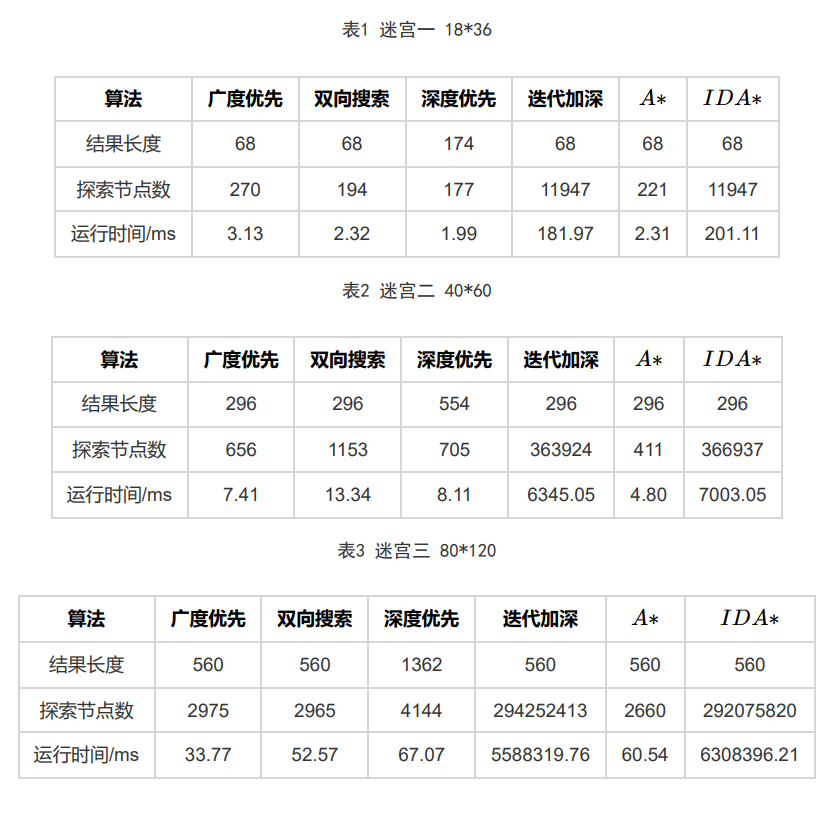 表1 迷宫一 18*36
算法 广度优先 双向搜索 深度优先 迭代加深 A* IDA*
结果长度 68 68 174 68 68 68
探索节点数 270 194 177 11947 221 11947
运行时间/ms 3.13 2.32 1.99 181.97 2.31 201.11
表2 迷宫二 40*60
算法 广度优先 双向搜索 深度优先 迭代加深 A* IDA*
结果长度 296 296 554 296 296 296
探索节点数 656 1153 705 363924 411 366937
运行时间/ms 7.41 13.34 8.11 6345.05 4.80 7003.05
表3 迷宫三 80*120
算法 广度优先 双向搜索 深度优先 迭代加深 A* IDA*
结果长度 560 560 1362 560 560 560
探索节点数 2975 2965 4144 294252413 2660 292075820
运行时间/ms 33.77 52.57 67.07 5588319.76 60.54 6308396.21